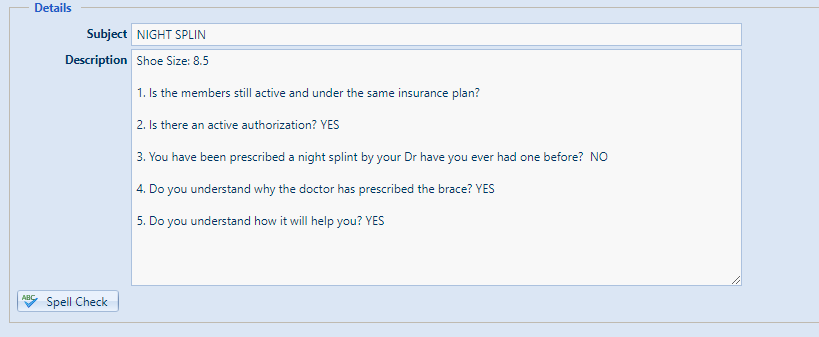 Details
Subject NIGHT SPLIN
Description Shoe Size: 8.5
1. Is the members still active and under the same insurance plan?
2. Is there an active authorization? YES
3. You have been prescribed a night splint by your Dr have you ever had one before?  NO
4. Do you understand why the doctor has prescribed the brace? YES
5. Do you understand how it will help you? YES
ABC Spell Check